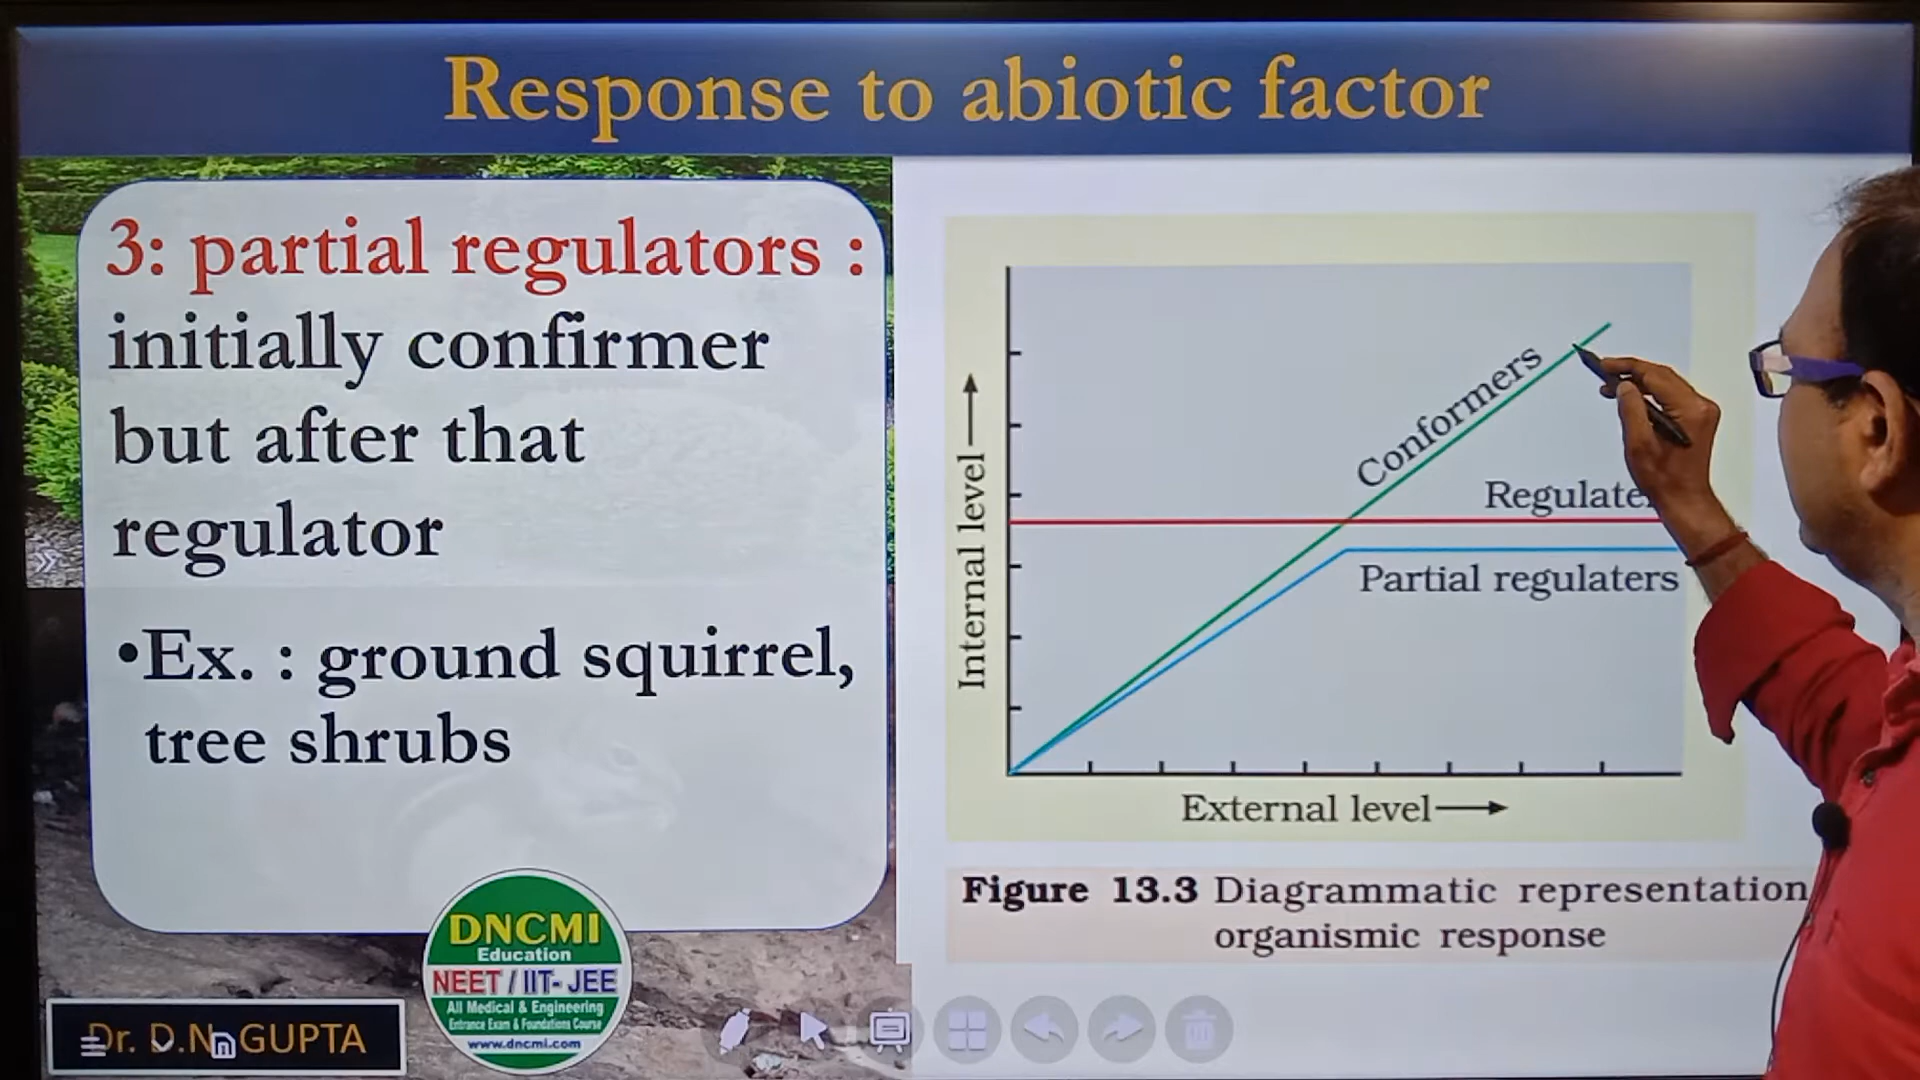 Response to abiotic factor
3: partial regulators :
initially confirmer
but after that
regulator
•Ex. : ground squirrel,
tree shrubs
Conformers
Partial regulaters
Internal level
External level
Figure 13.3 Diagrammatic representation
organismic response
DNCMI
Education
NEET / IIT-JEE
All Medical & Engineering
Entrance Exam & Foundations Course
www.dncmi.com
Dr. D.N. GUPTA